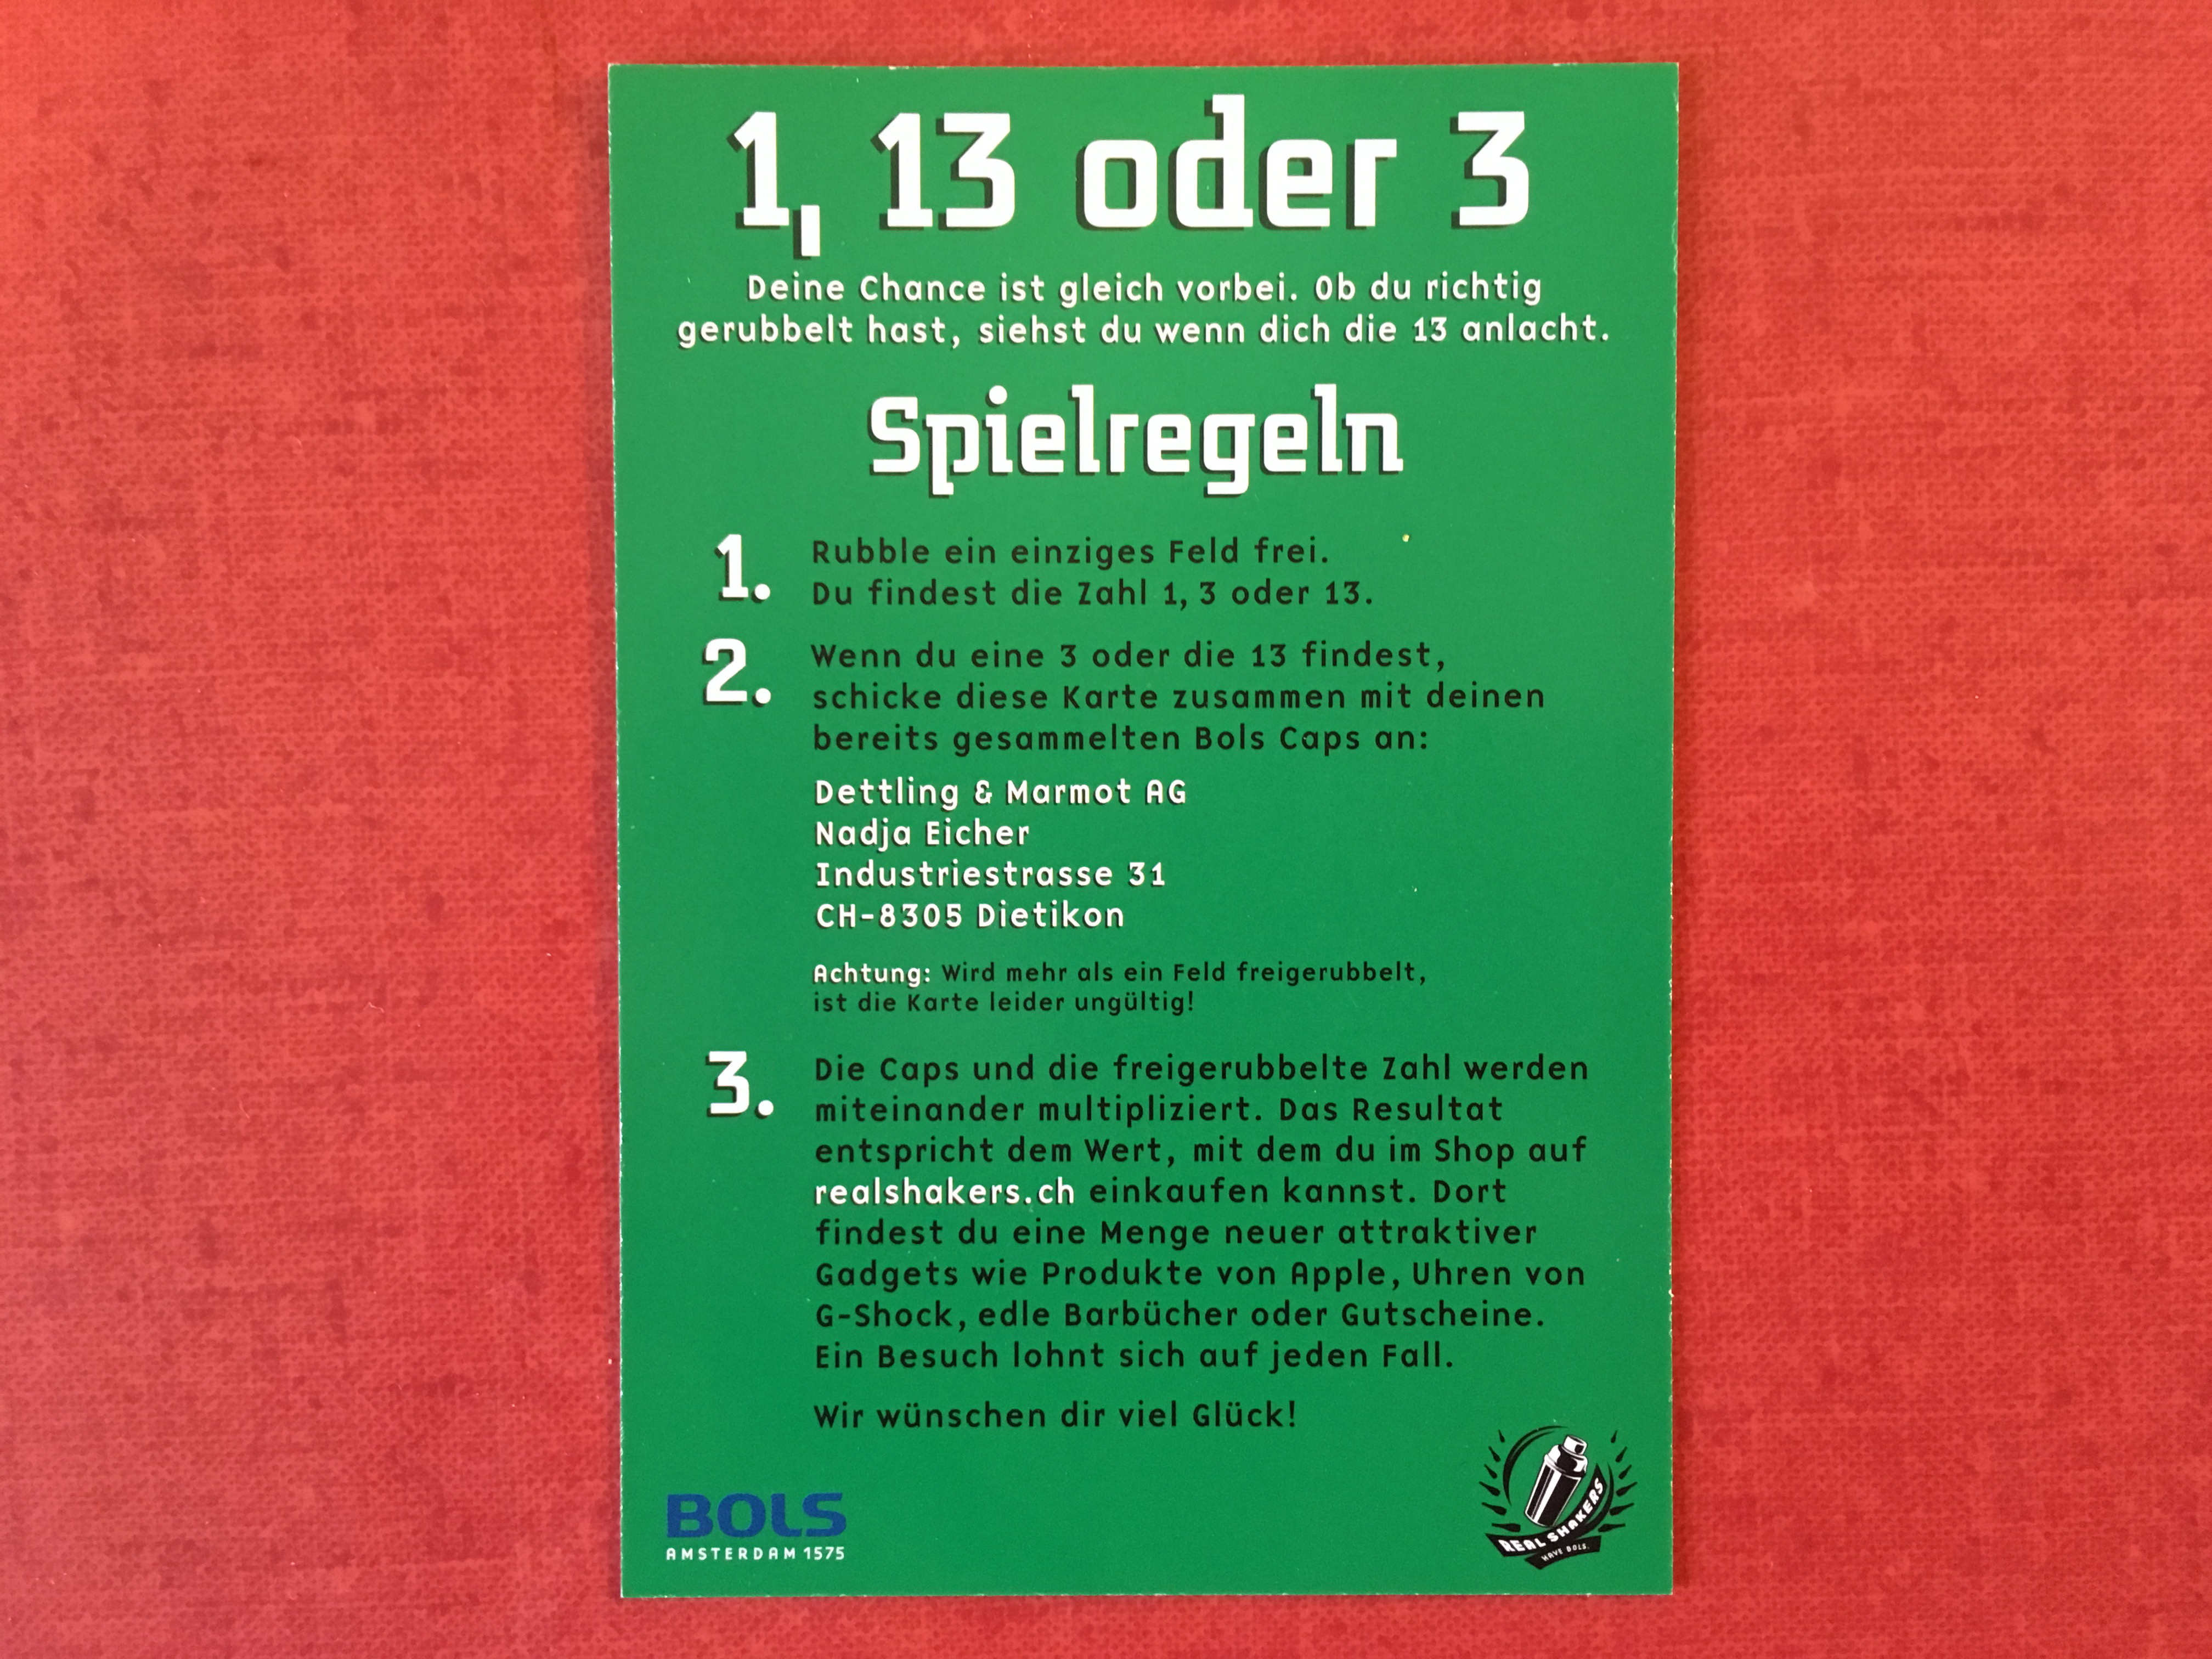 1, 13 oder 3
Deine Chance ist gleich vorbei. Ob du richtig
gerubbelt hast, siehst du wenn dich die 13 anlacht.
Spielregeln
1. Rubble ein einziges Feld frei.
Du findest die Zahl 1, 3 oder 13.
2. Wenn du eine 3 oder die 13 findest,
schicke diese Karte zusammen mit deinen
bereits gesammelten Bols Caps an:
Dettling & Marmot AG
Nadja Eicher
Industriestrasse 31
CH-8305 Dietikon
Achtung: Wird mehr als ein Feld freigerubbelt,
ist die Karte leider ungültig!
3. Die Caps und die freigerubbelte Zahl werden
miteinander multipliziert. Das Resultat
entspricht dem Wert, mit dem du im Shop auf
realshakers.ch einkaufen kannst. Dort
findest du eine Menge neuer attraktiver
Gadgets wie Produkte von Apple, Uhren von
G-Shock, edle Barbücher oder Gutscheine.
Ein Besuch lohnt sich auf jeden Fall.
Wir wünschen dir viel Glück!
BOLS
AMSTERDAM 1575
REAL SHAKERS
HAVE BOLS.